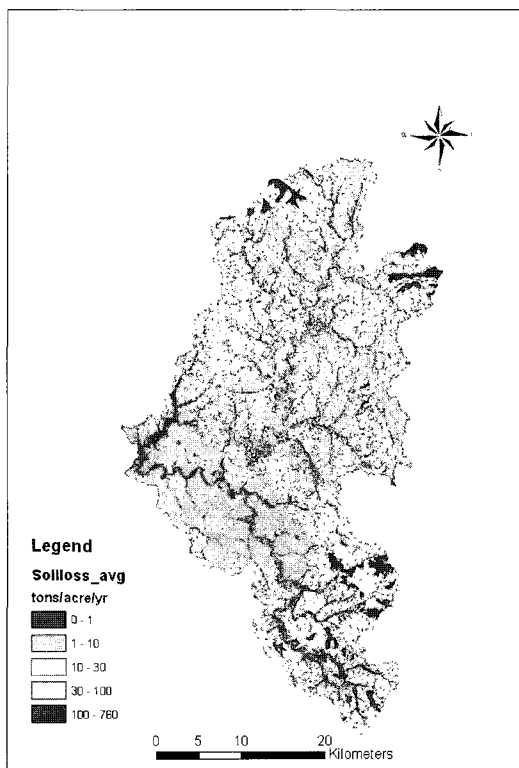 Legend
Soilloss_avg
tons/acre/yr
0 - 1
1 - 10
10 - 30
30 - 100
100 - 760
0 5 10 20
Kilometers